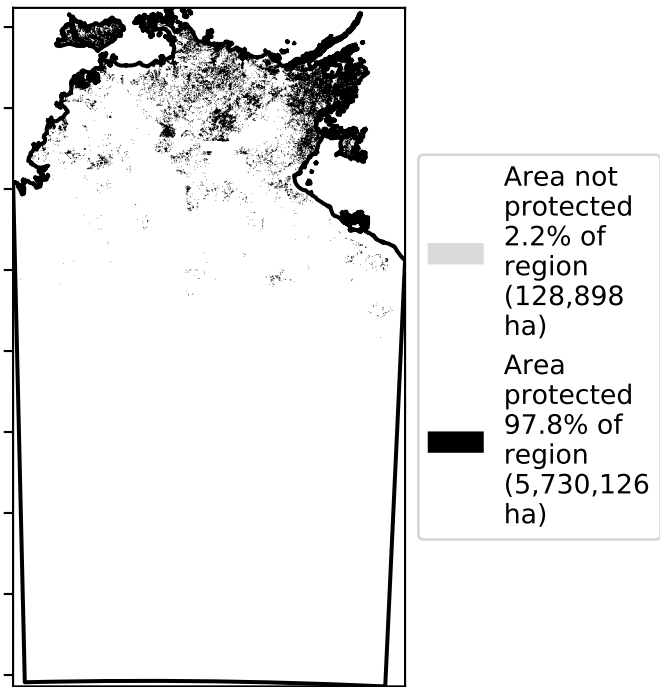 Area not
protected
2.2% of
region
(128,898
ha)
Area
protected
97.8% of
region
(5,730,126
ha)